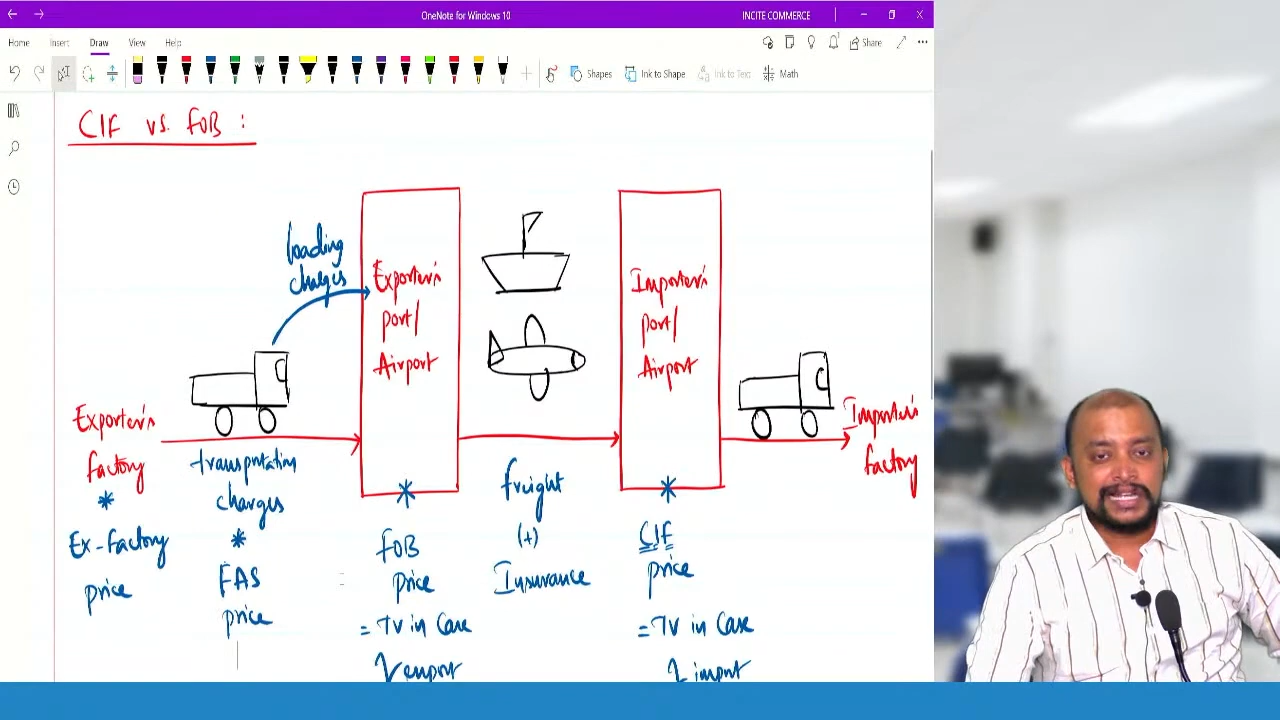 OneNote for Windows 10
INCITE COMMERCE
Home Insert Draw View Help
Share
Shapes Ink to Shape Ink to Text Math
CIF vs. FOB :
loading
charges
Exporter's
port/
Airport
Importer's
port/
Airport
Exporter's
factory
*
Ex-factory
price
transportation
charges
*
FAS
price
*
FOB
price
= TV in case
of export
freight
(+)
Insurance
*
CIF
price
= TV in case
of import
Importer's
factory